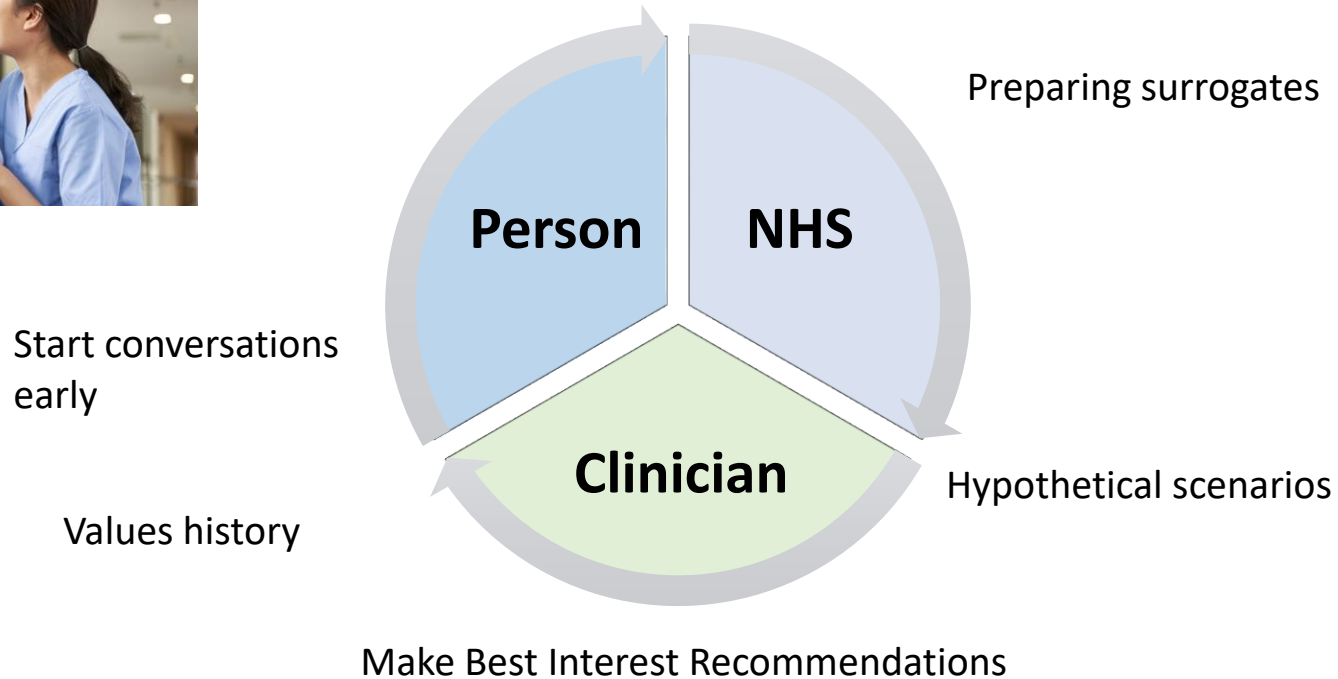 Preparing surrogates
Person
NHS
Start conversations
early
Clinician
Hypothetical scenarios
Values history
Make Best Interest Recommendations